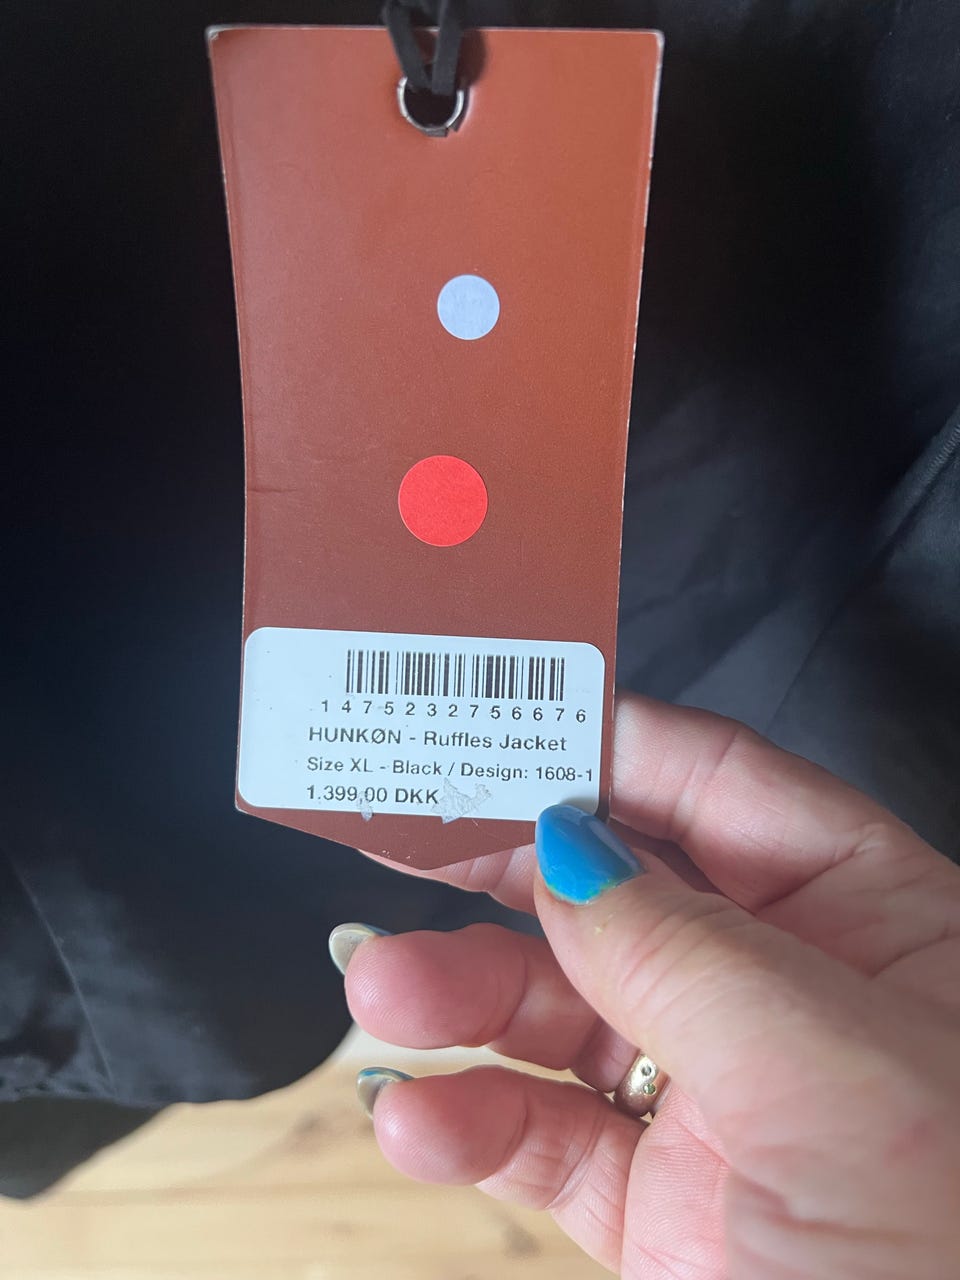 1 4 7 5 2 3 2 7 5 6 6 7 6
HUNKØN - Ruffles Jacket
Size XL - Black / Design: 1608-1
1.399,00 DKK